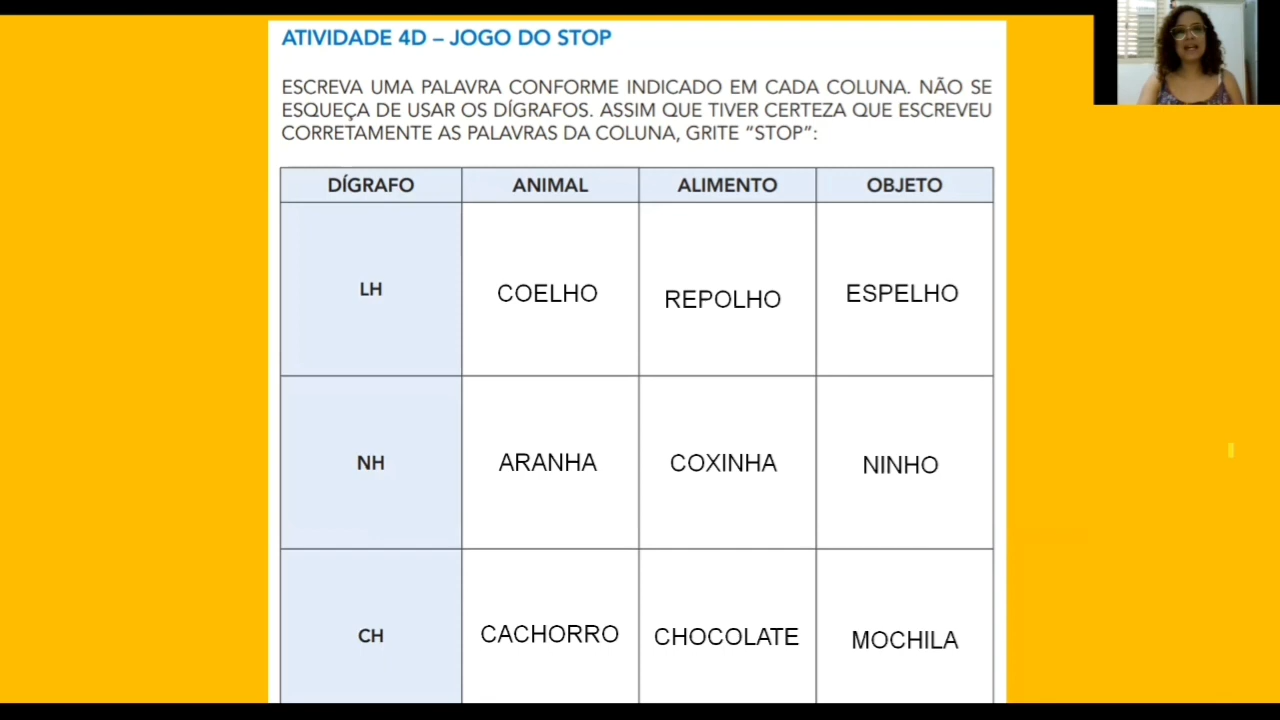 ATIVIDADE 4D – JOGO DO STOP
ESCREVA UMA PALAVRA CONFORME INDICADO EM CADA COLUNA. NÃO SE
ESQUEÇA DE USAR OS DÍGRAFOS. ASSIM QUE TIVER CERTEZA QUE ESCREVEU
CORRETAMENTE AS PALAVRAS DA COLUNA, GRITE “STOP”:
DÍGRAFO ANIMAL ALIMENTO OBJETO
LH COELHO REPOLHO ESPELHO
NH ARANHA COXINHA NINHO
CH CACHORRO CHOCOLATE MOCHILA